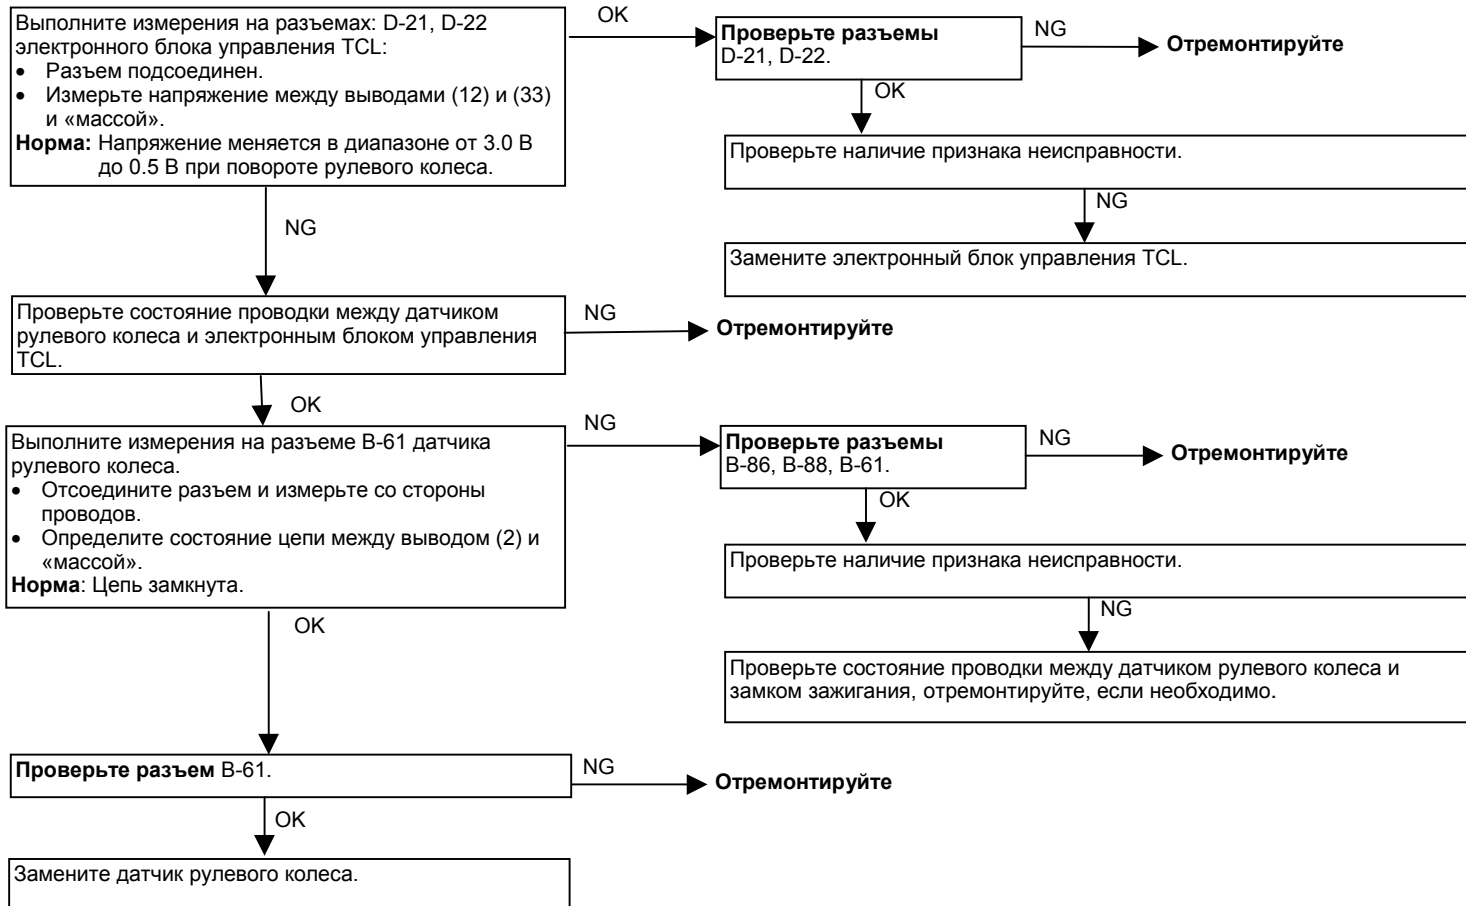 Выполните измерения на разъемах: D-21, D-22
электронного блока управления TCL:
• Разъем подсоединен.
• Измерьте напряжение между выводами (12) и (33)
и «массой».
Норма: Напряжение меняется в диапазоне от 3.0 В
до 0.5 В при повороте рулевого колеса.
OK
Проверьте разъемы
D-21, D-22.
NG
Отремонтируйте
OK
Проверьте наличие признака неисправности.
NG
Замените электронный блок управления TCL.
NG
Проверьте состояние проводки между датчиком
рулевого колеса и электронным блоком управления
TCL.
NG
Отремонтируйте
OK
Выполните измерения на разъеме В-61 датчика
рулевого колеса.
• Отсоедините разъем и измерьте со стороны
проводов.
• Определите состояние цепи между выводом (2) и
«массой».
Норма: Цепь замкнута.
NG
Проверьте разъемы
В-86, В-88, В-61.
NG
Отремонтируйте
OK
Проверьте наличие признака неисправности.
NG
Проверьте состояние проводки между датчиком рулевого колеса и
замком зажигания, отремонтируйте, если необходимо.
OK
Проверьте разъем В-61.
NG
Отремонтируйте
OK
Замените датчик рулевого колеса.